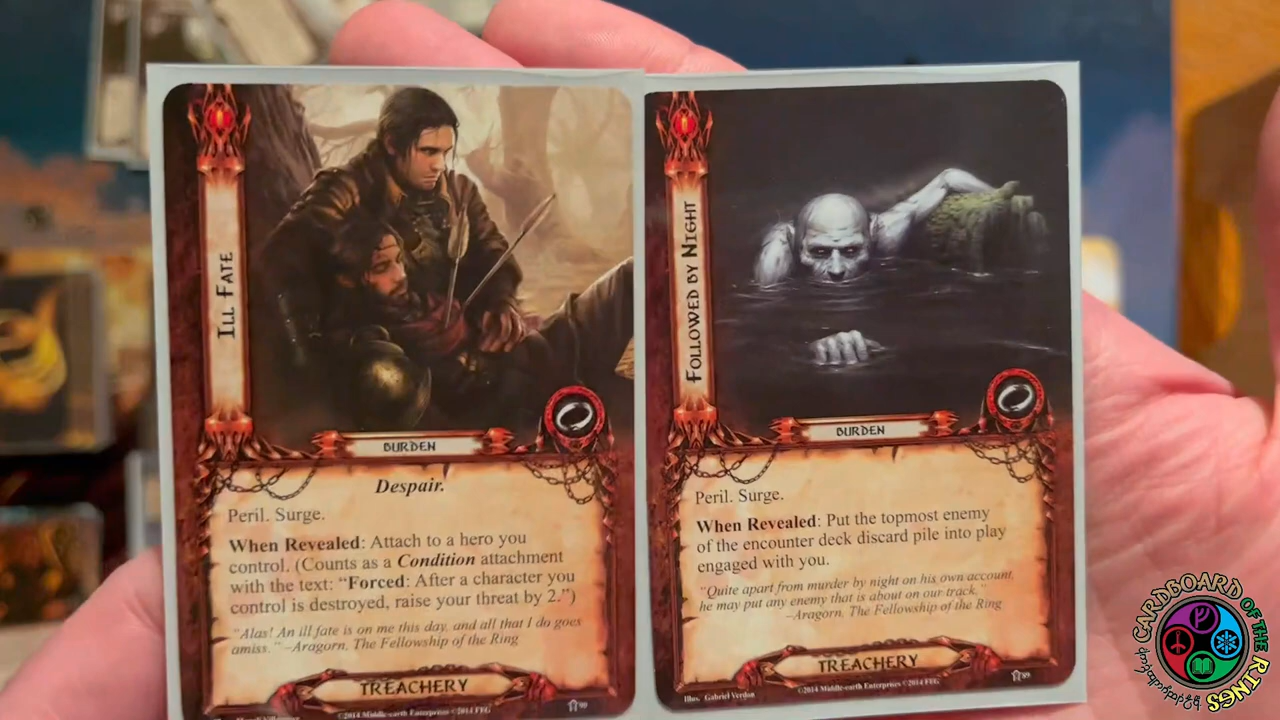 ILL FATE
BURDEN
Despair.
Peril. Surge.
When Revealed: Attach to a hero you
control. (Counts as a Condition attachment
with the text: "Forced: After a character you
control is destroyed, raise your threat by 2.")
"Alas! An ill fate is on me this day, and all that I do goes
amiss." –Aragorn, The Fellowship of the Ring
TREACHERY
©2014 Middle-earth Enterprises ©2014 FFG
90
FOLLOWED BY NIGHT
BURDEN
Peril. Surge.
When Revealed: Put the topmost enemy
of the encounter deck discard pile into play
engaged with you.
"Quite apart from murder by night on his own account,
he may put any enemy that is about on our track."
–Aragorn, The Fellowship of the Ring
TREACHERY
Illus. Gabriel Verdon
©2014 Middle-earth Enterprises ©2014 FFG
89
CARDBOARD OF THE RINGS